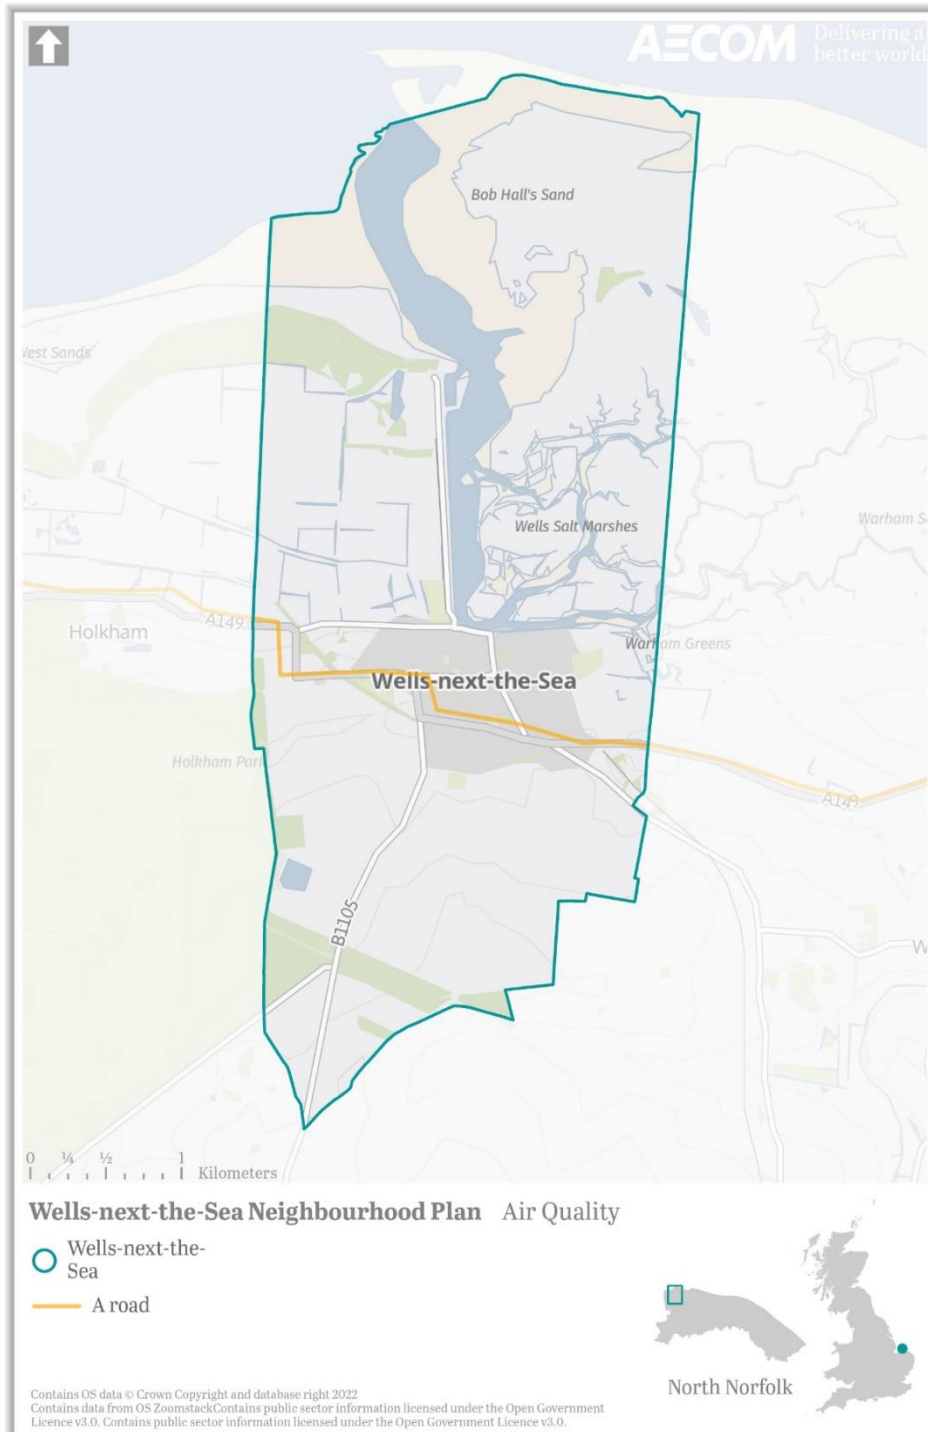 AECOM
Delivering a
better world
Bob Hall's Sand
West Sands
Wells Salt Marshes
Warham S
A149
Holkham
Warham Greens
Wells-next-the-Sea
Holkham Park
A149
B1105
W
0 ¼ ½ 1
Kilometers
Wells-next-the-Sea Neighbourhood Plan Air Quality
Wells-next-the-
Sea
A road
North Norfolk
Contains OS data © Crown Copyright and database right 2022
Contains data from OS ZoomstackContains public sector information licensed under the Open Government
Licence v3.0. Contains public sector information licensed under the Open Government Licence v3.0.